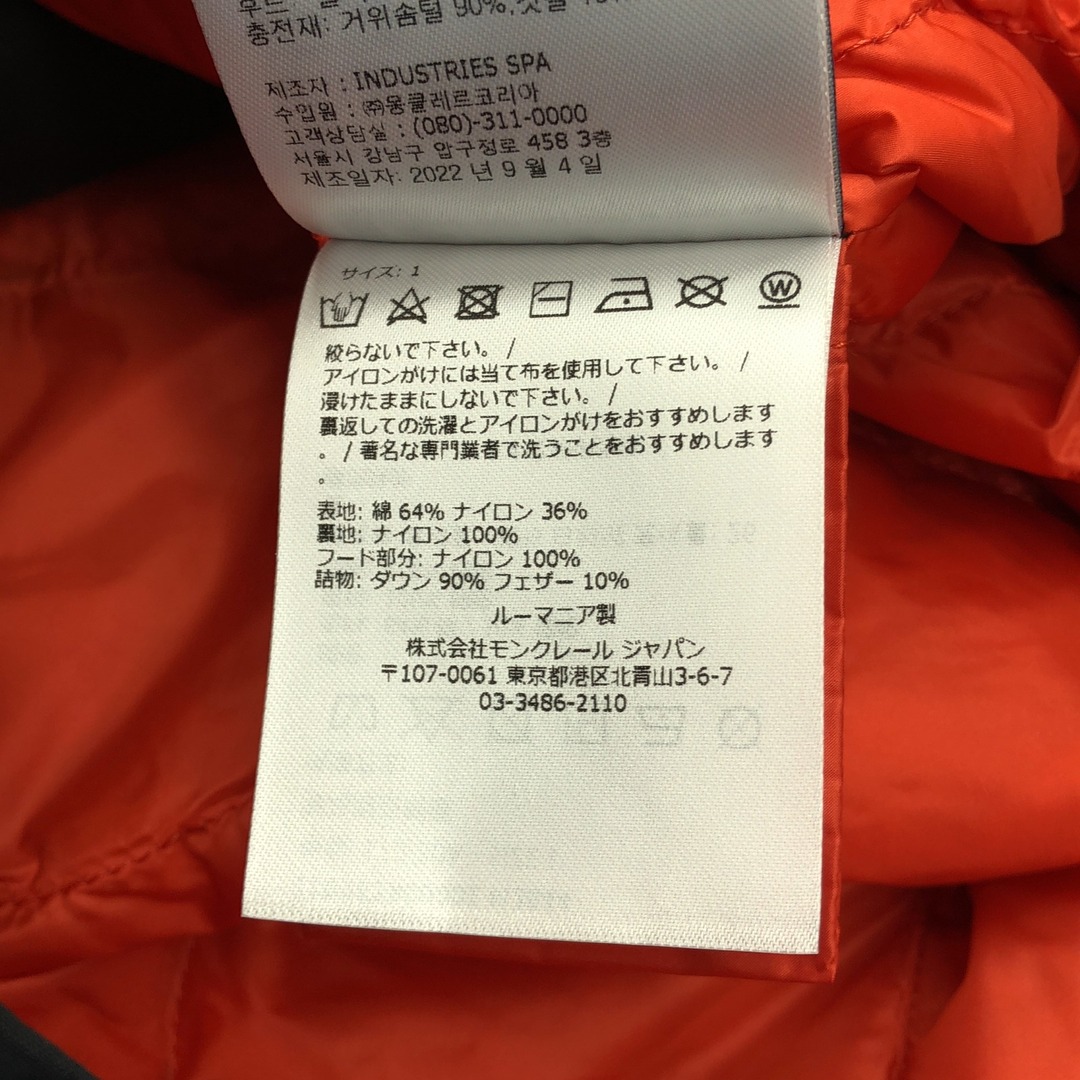 충전재: 거위솜털 90%,
제조자 : INDUSTRIES SPA
수입원 : ㈜몽클레르코리아
고객상담실 : (080)-311-0000
서울시 강남구 압구정로 458 3층
제조일자: 2022 년 9 월 4 일
サイズ: 1
W
絞らないで下さい。 /
アイロンがけには当て布を使用して下さい。 /
浸けたままにしないで下さい。 /
裏返しての洗濯とアイロンがけをおすすめします
。 / 著名な専門業者で洗うことをおすすめします
。
表地: 綿 64% ナイロン 36%
裏地: ナイロン 100%
フード部分: ナイロン 100%
詰物: ダウン 90% フェザー 10%
ルーマニア製
株式会社モンクレール ジャパン
〒107-0061 東京都港区北青山3-6-7
03-3486-2110